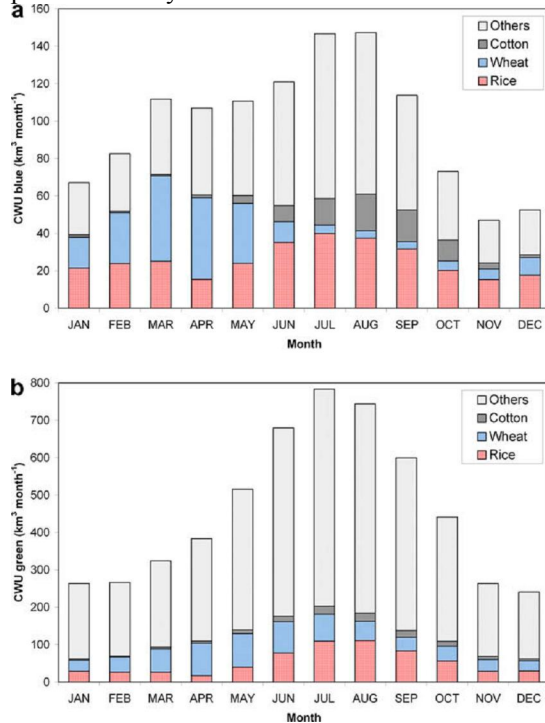 a
160
140
120
100
80
60
40
20
0
CWU blue (km³ month⁻¹)
Others
Cotton
Wheat
Rice
JAN FEB MAR APR MAY JUN JUL AUG SEP OCT NOV DEC
Month
b
800
700
600
500
400
300
200
100
0
CWU green (km³ month⁻¹)
Others
Cotton
Wheat
Rice
JAN FEB MAR APR MAY JUN JUL AUG SEP OCT NOV DEC
Month